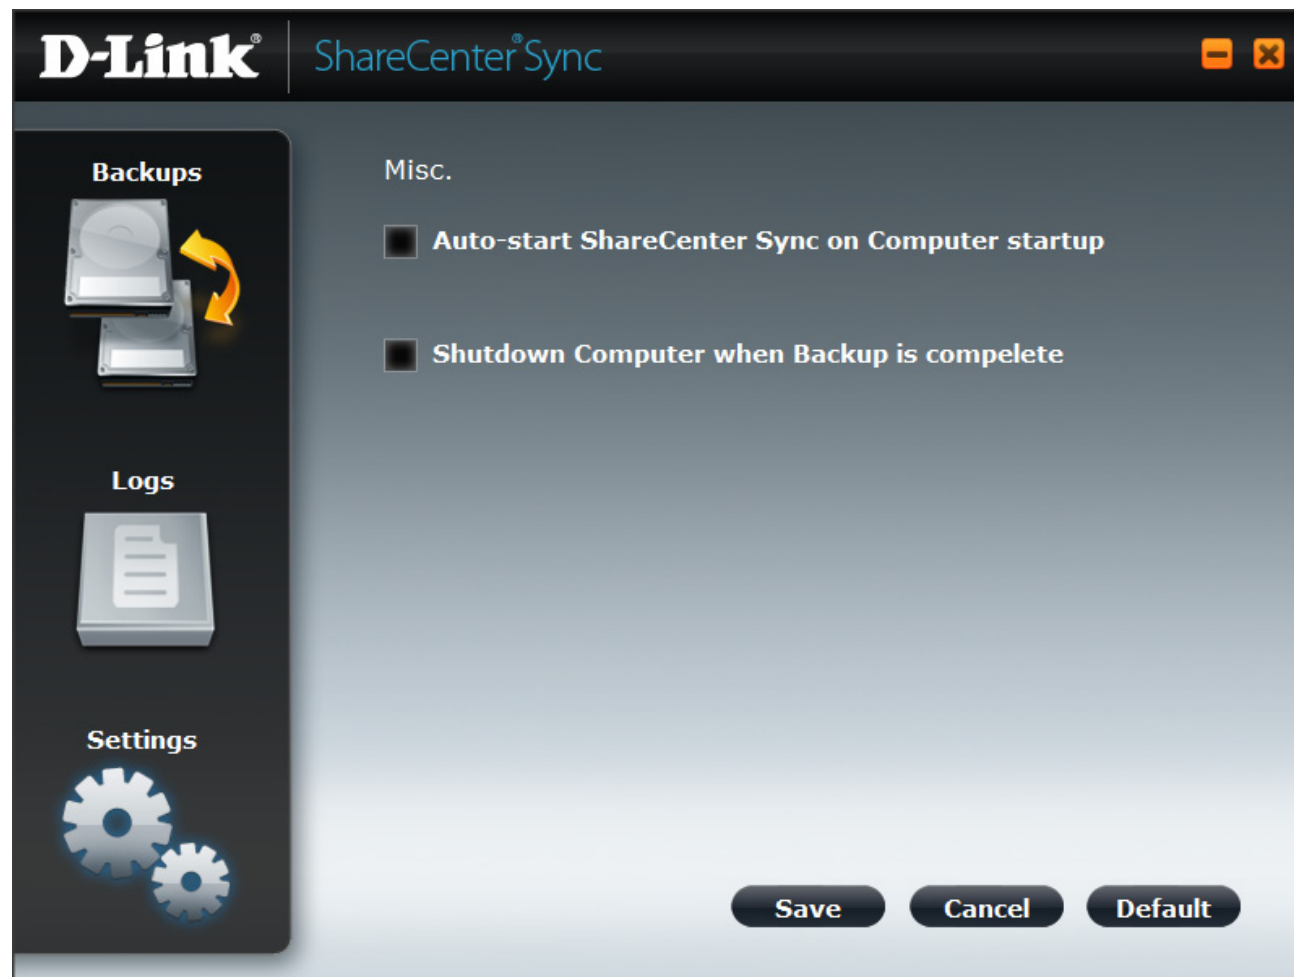 D-Link® ShareCenter® Sync
Backups
Misc.
Auto-start ShareCenter Sync on Computer startup
Shutdown Computer when Backup is compelete
Logs
Settings
Save Cancel Default